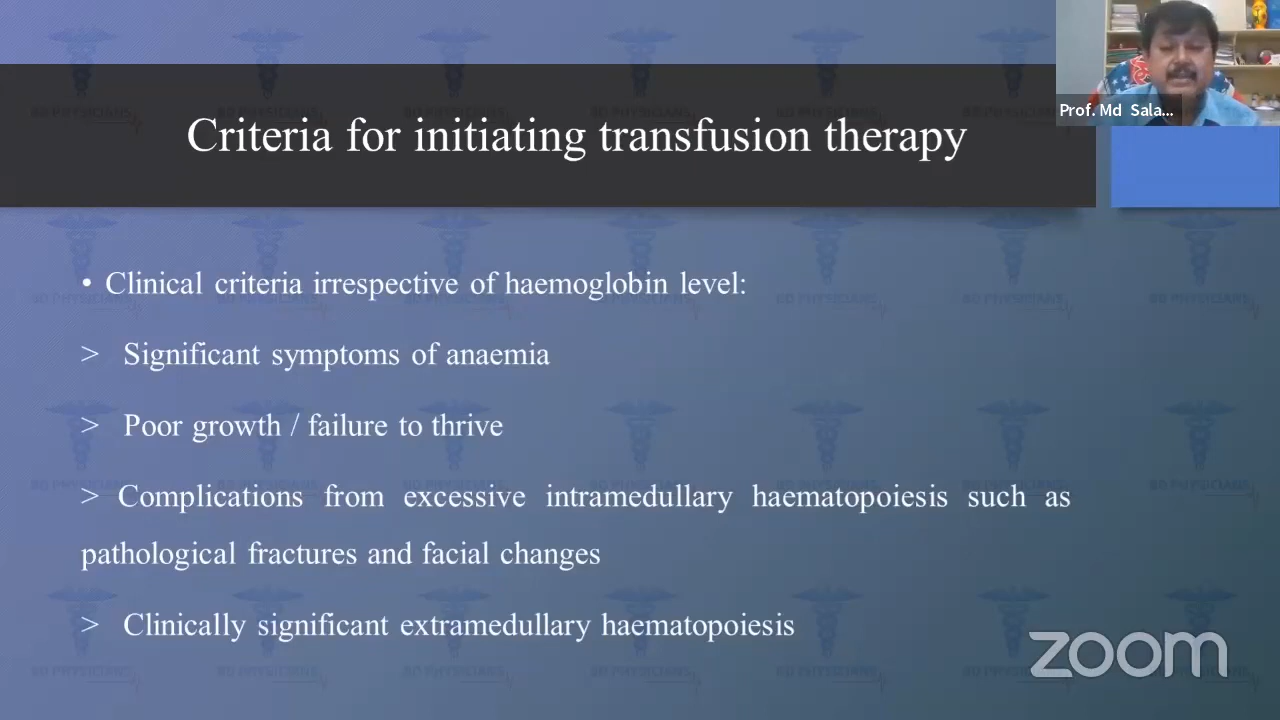 Prof. Md Sala...
Criteria for initiating transfusion therapy
• Clinical criteria irrespective of haemoglobin level:
> Significant symptoms of anaemia
> Poor growth / failure to thrive
> Complications from excessive intramedullary haematopoiesis such as
pathological fractures and facial changes
> Clinically significant extramedullary haematopoiesis
BD PHYSICIANS
zoom